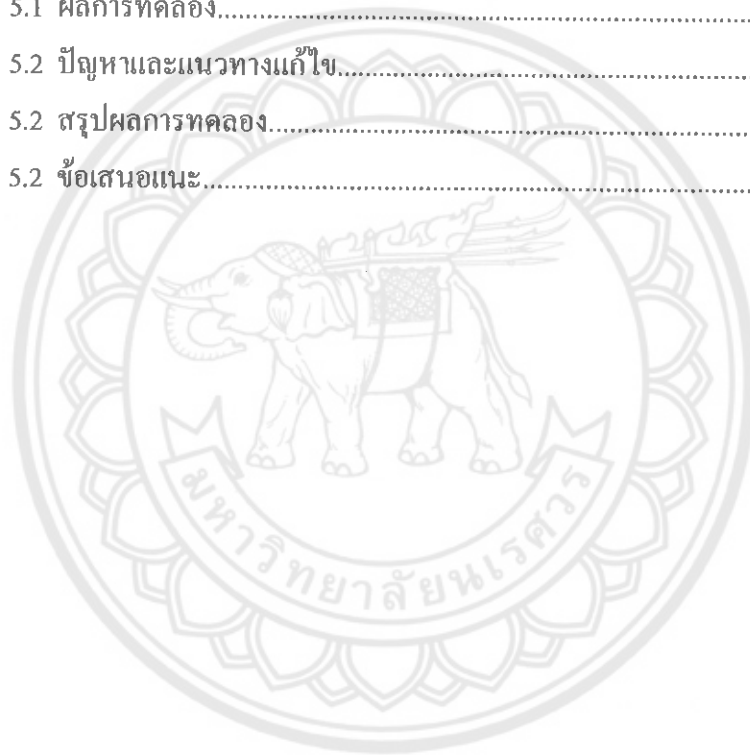 5.1 ผลการทดลอง
5.2 ปัญหาและแนวทางแก้ไข
5.2 สรุปผลการทดลอง
5.2 ข้อเสนอแนะ
มหาวิทยาลัยนเรศวร